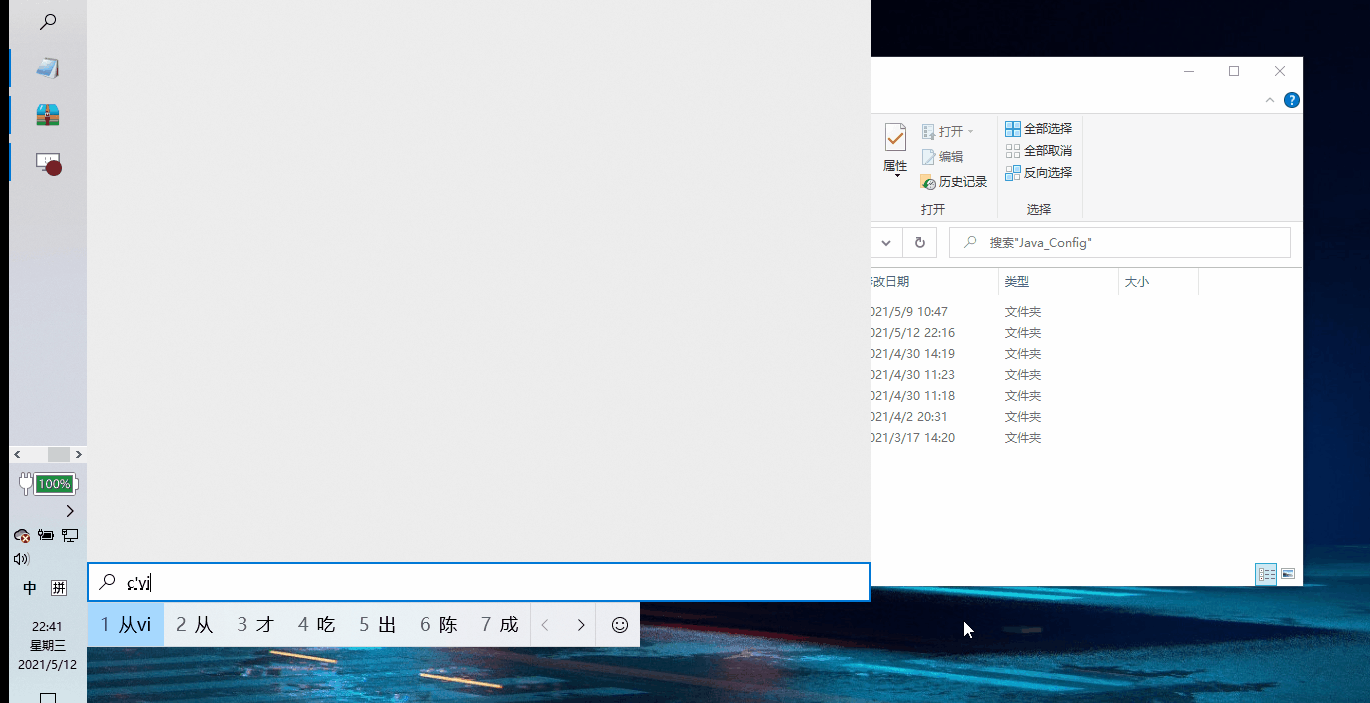 打开
全部选择
编辑
全部取消
属性
历史记录
反向选择
打开
选择
搜索"Java_Config"
改日期
类型
大小
021/5/9 10:47
文件夹
021/5/12 22:16
文件夹
021/4/30 14:19
文件夹
021/4/30 11:23
文件夹
021/4/30 11:18
文件夹
021/4/2 20:31
文件夹
021/3/17 14:20
文件夹
100%
c'vi
中 拼
1 从vi 2 从 3 才 4 吃 5 出 6 陈 7 成
22:41
星期三
2021/5/12